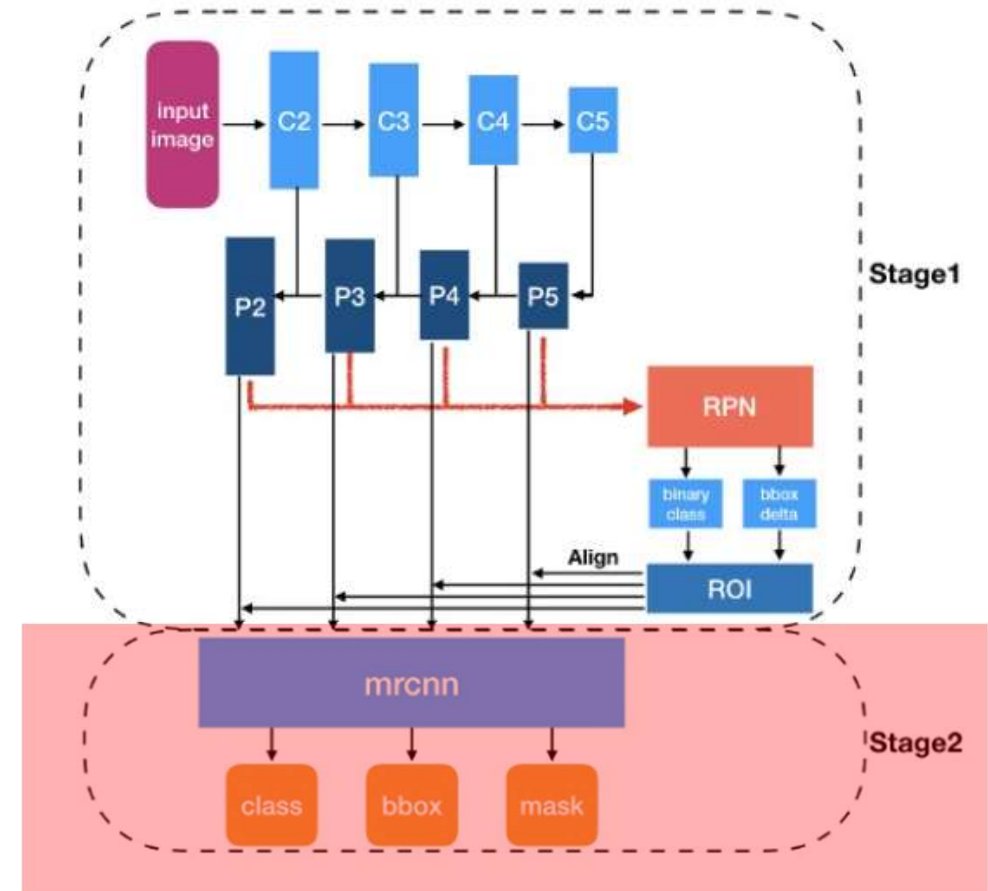 input
image
C2
C3
C4
C5
P2
P3
P4
P5
Stage1
RPN
binary
class
bbox
delta
Align
ROI
mrcnn
Stage2
class
bbox
mask